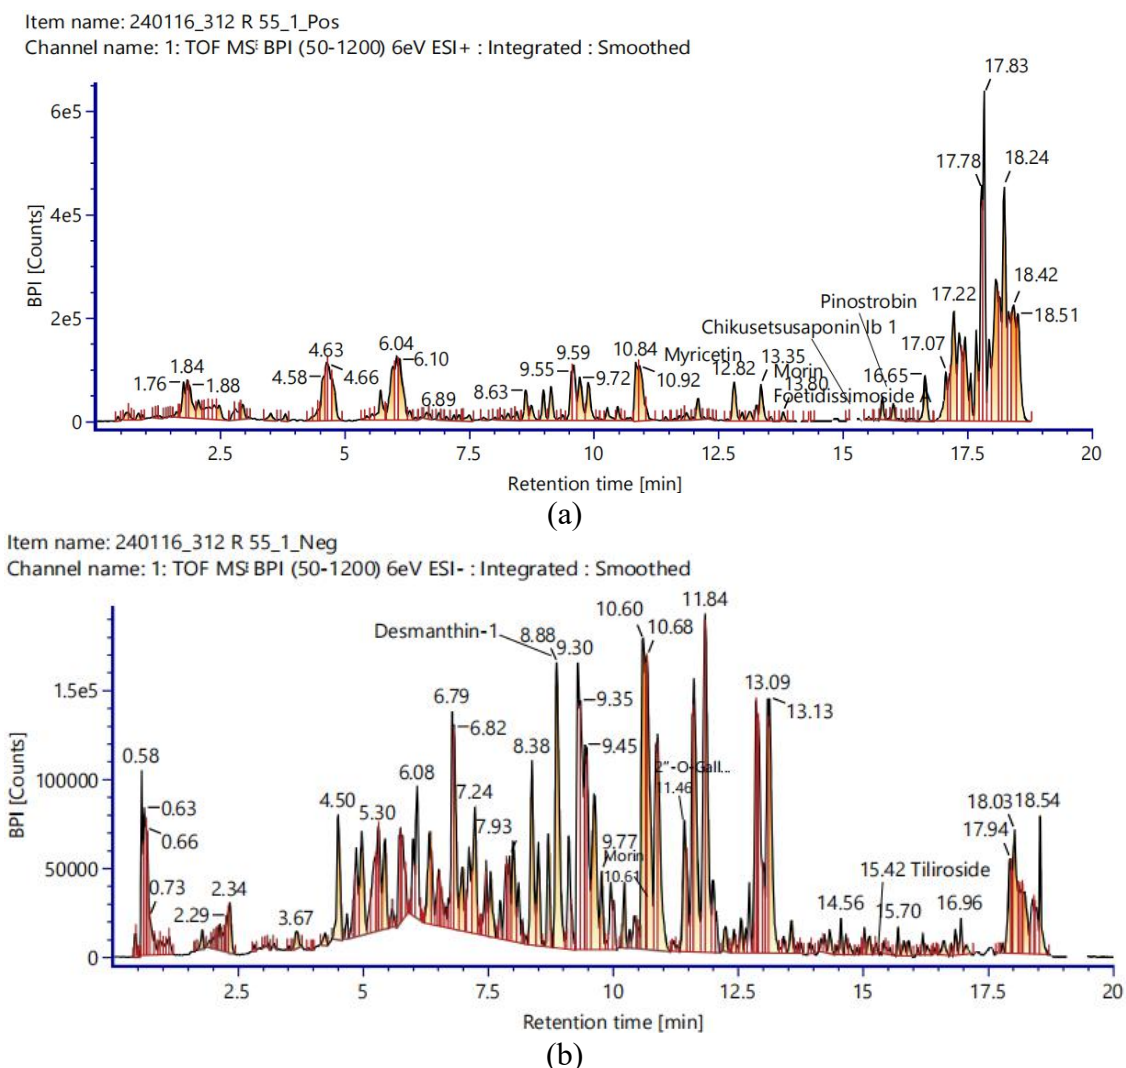 Item name: 240116_312 R 55_1_Pos
Channel name: 1: TOF MS BPI (50-1200) 6eV ESI+ : Integrated : Smoothed
17.83
6e5
17.78
18.24
4e5
BPI [Counts]
Pinostrobin
17.22
18.42
2e5
18.51
Chikusetsusaponin Ib 1
17.07
4.63
6.04
9.59
10.84
Myricetin
13.35
1.84
6.10
9.55
12.82
Morin
16.65
1.76
1.88
4.58
4.66
6.89
8.63
9.72
10.92
13.80
Foetidissimoside A
0
2.5 5 7.5 10 12.5 15 17.5 20
Retention time [min]
(a)
Item name: 240116_312 R 55_1_Neg
Channel name: 1: TOF MS BPI (50-1200) 6eV ESI- : Integrated : Smoothed
10.60
11.84
Desmanthin-1
8.88
9.30
10.68
1.5e5
6.79
9.35
13.09
13.13
6.82
0.58
8.38
9.45
100000
2"-O-Gall...
BPI [Counts]
0.63
4.50
5.30
6.08
7.24
11.46
18.03
18.54
0.66
7.93
9.77
17.94
50000
Morin
0.73
2.34
10.61
15.42 Tiliroside
2.29
3.67
14.56
15.70
16.96
0
2.5 5 7.5 10 12.5 15 17.5 20
Retention time [min]
(b)